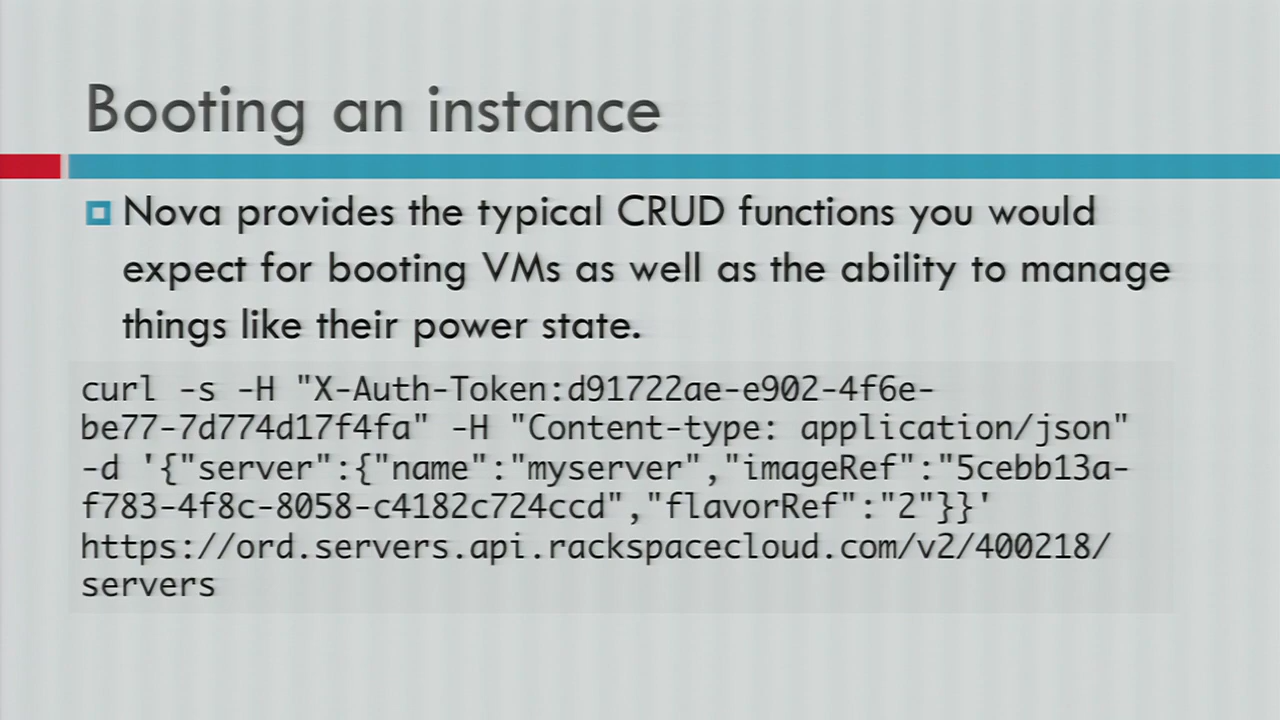 Booting an instance
Nova provides the typical CRUD functions you would
expect for booting VMs as well as the ability to manage
things like their power state.
curl -s -H "X-Auth-Token:d91722ae-e902-4f6e-
be77-7d774d17f4fa" -H "Content-type: application/json"
-d '{"server":{"name":"myserver","imageRef":"5cebb13a-
f783-4f8c-8058-c4182c724ccd","flavorRef":"2"}}'
https://ord.servers.api.rackspacecloud.com/v2/400218/
servers